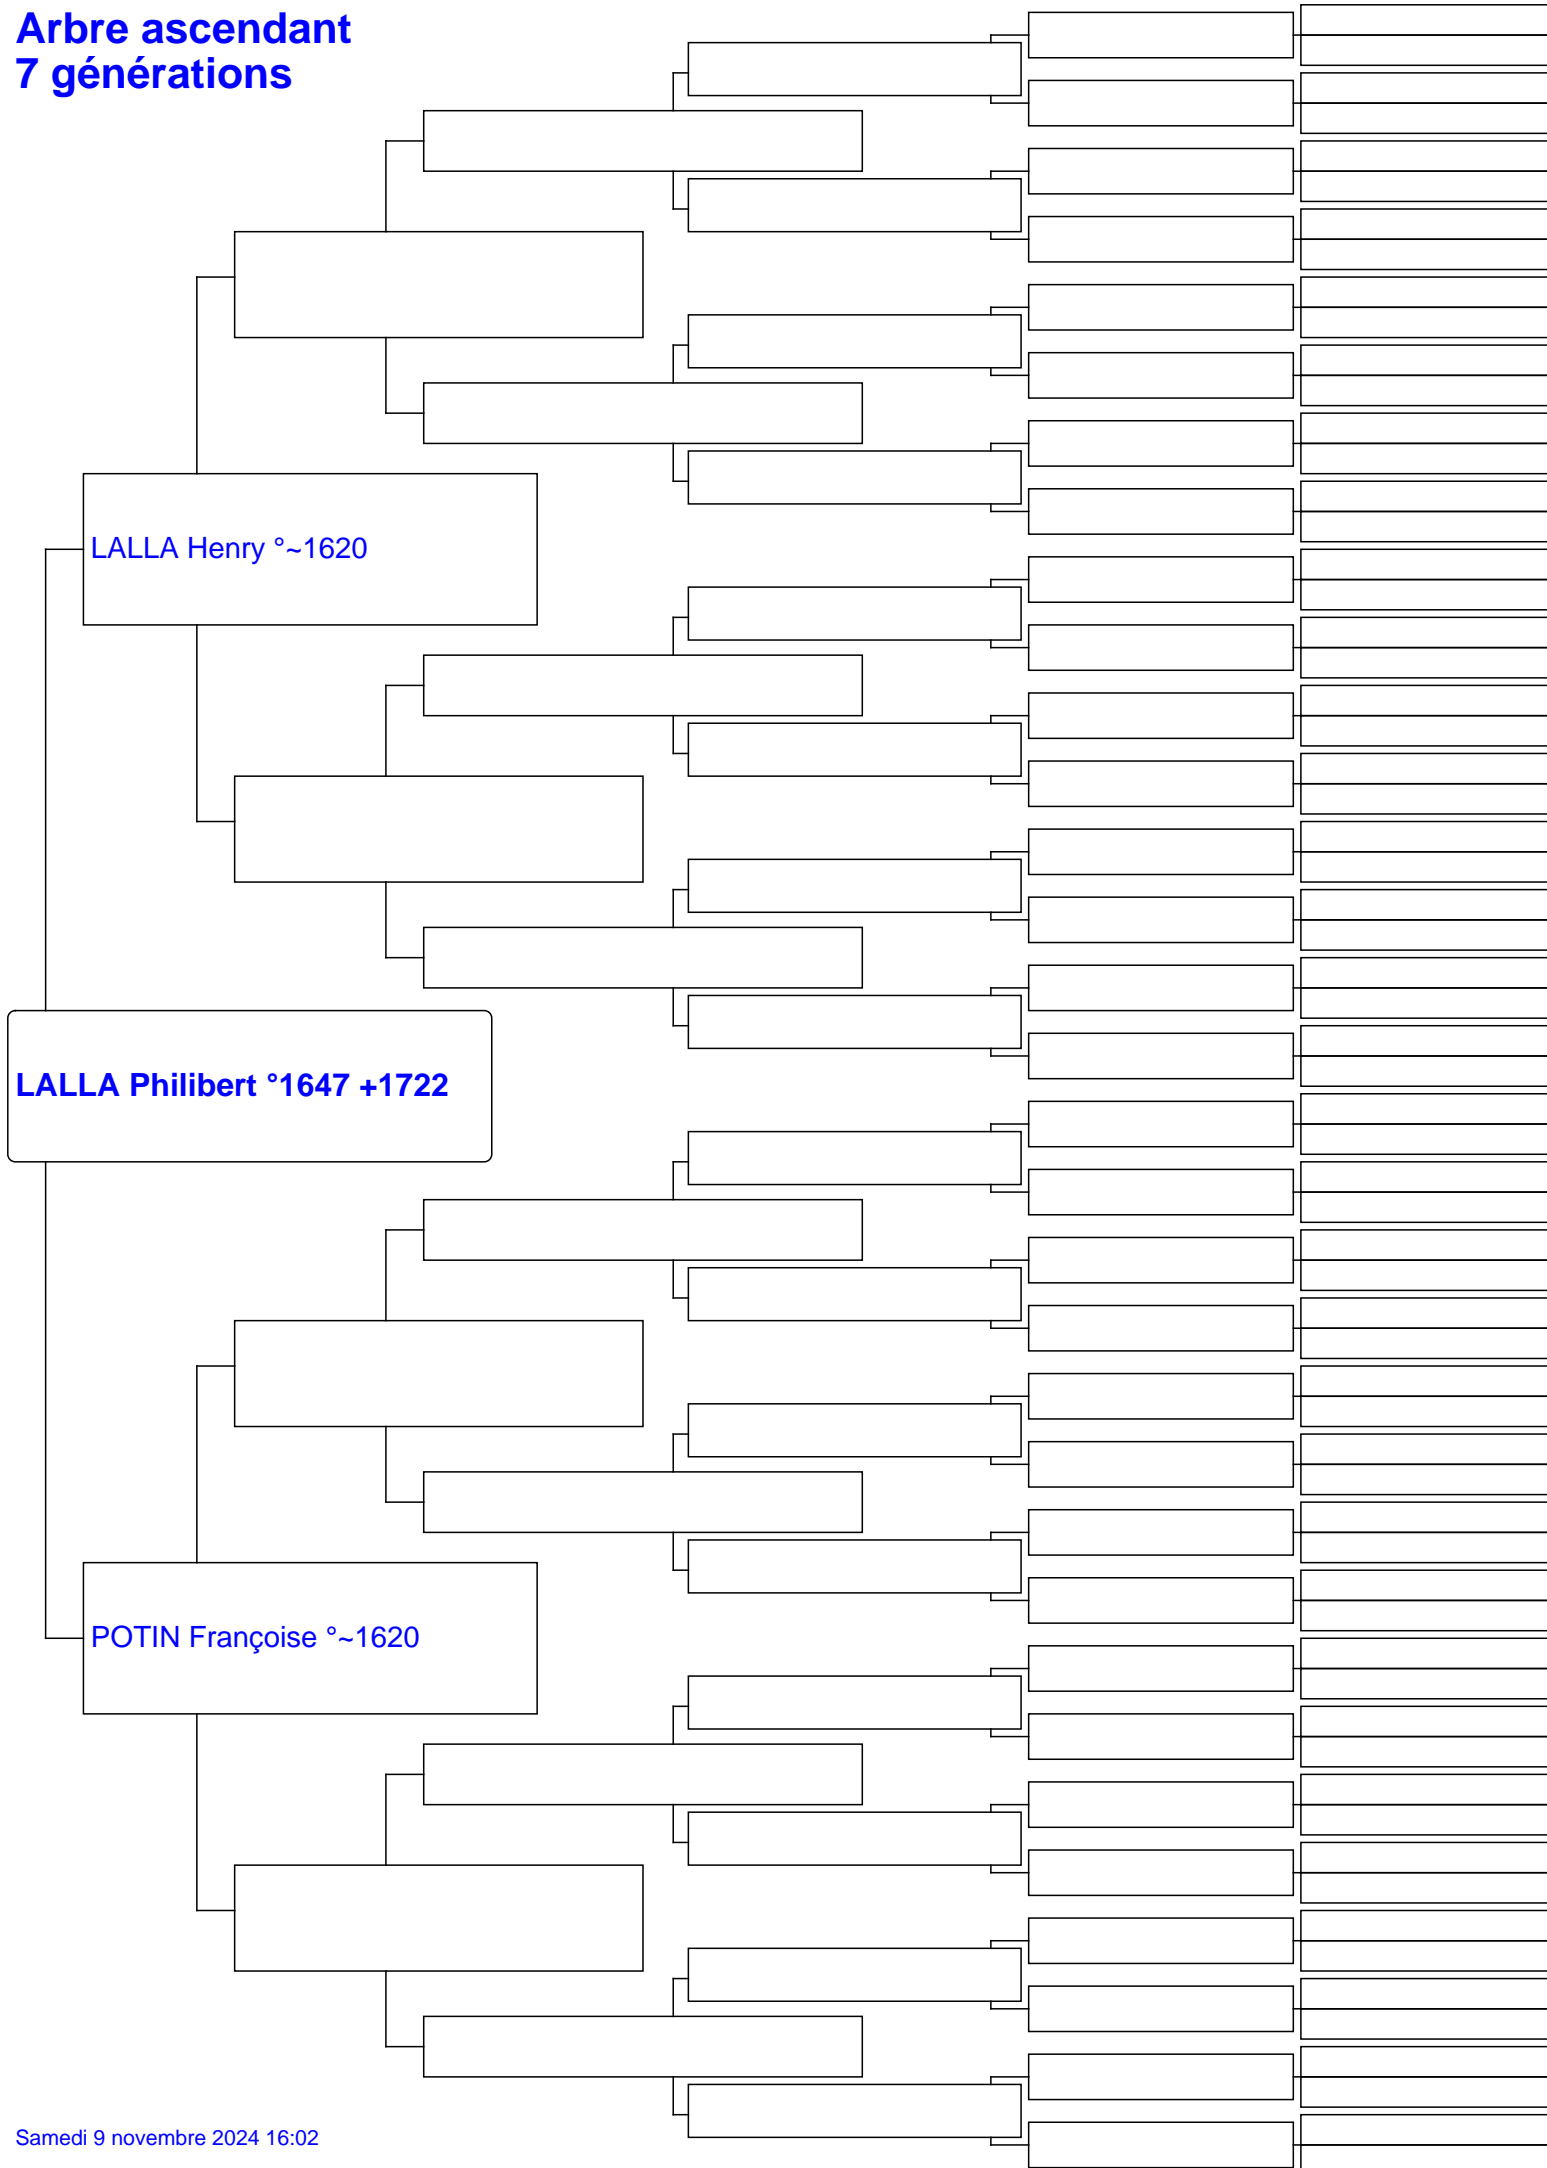 Arbre ascendant
7 générations
LALLA Henry °~1620
LALLA Philibert °1647 +1722
POTIN Françoise °~1620
Samedi 9 novembre 2024 16:02